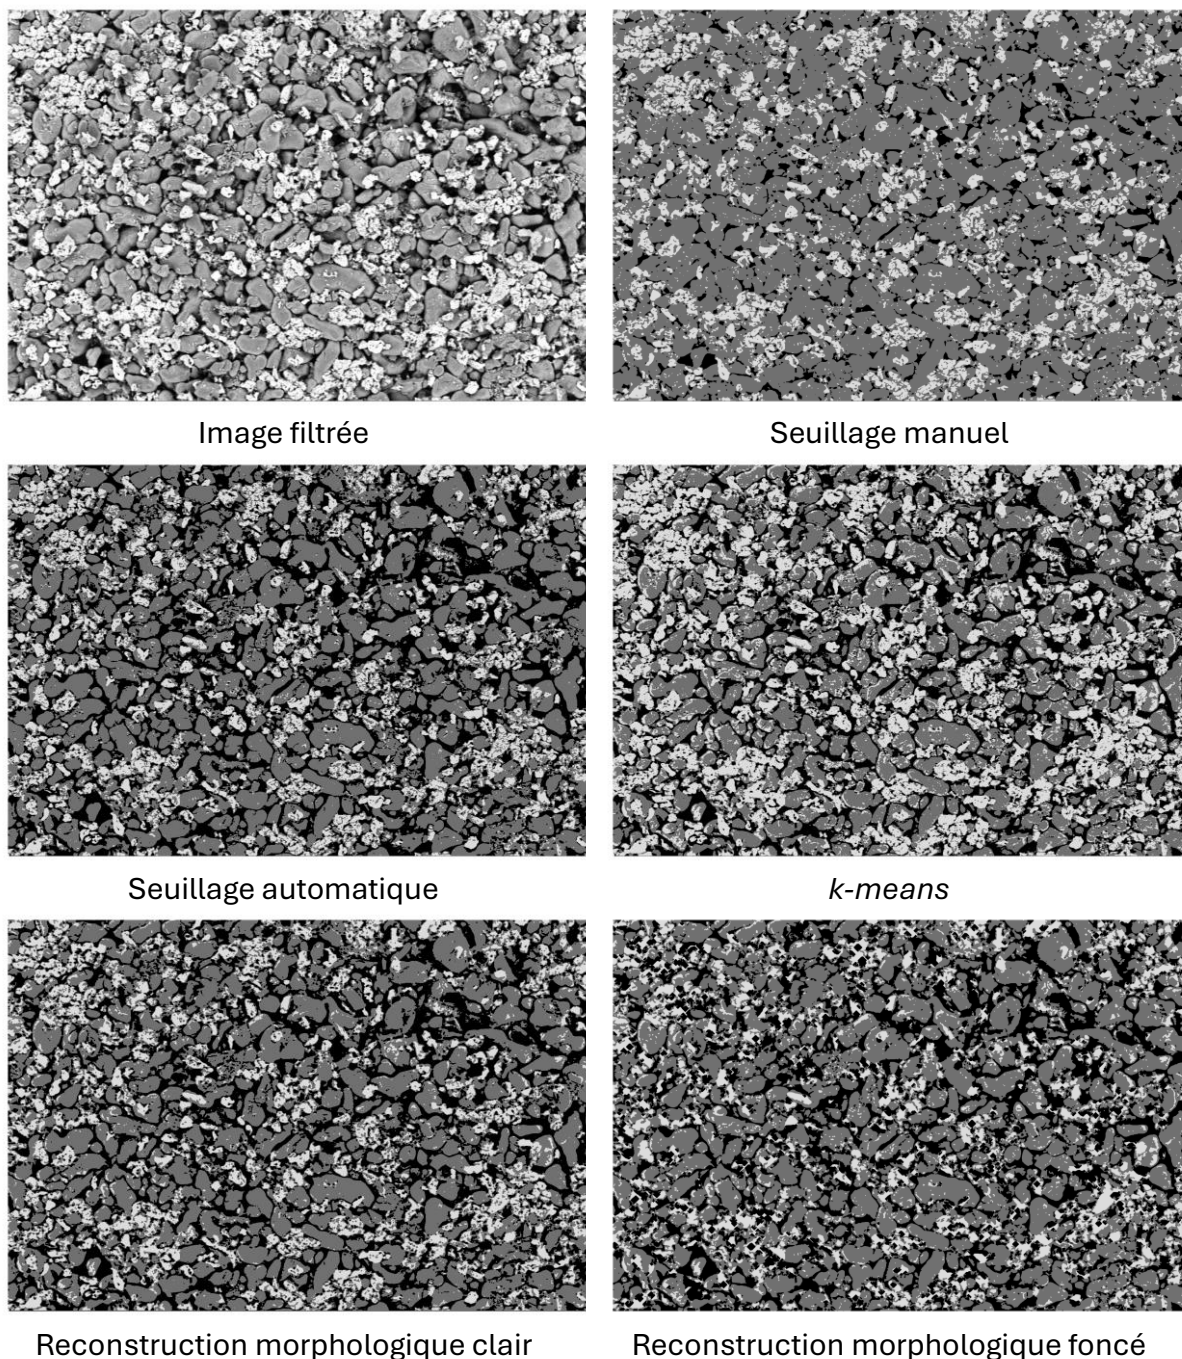 Image filtrée
Seuillage manuel
Seuillage automatique
k-means
Reconstruction morphologique clair
Reconstruction morphologique foncé